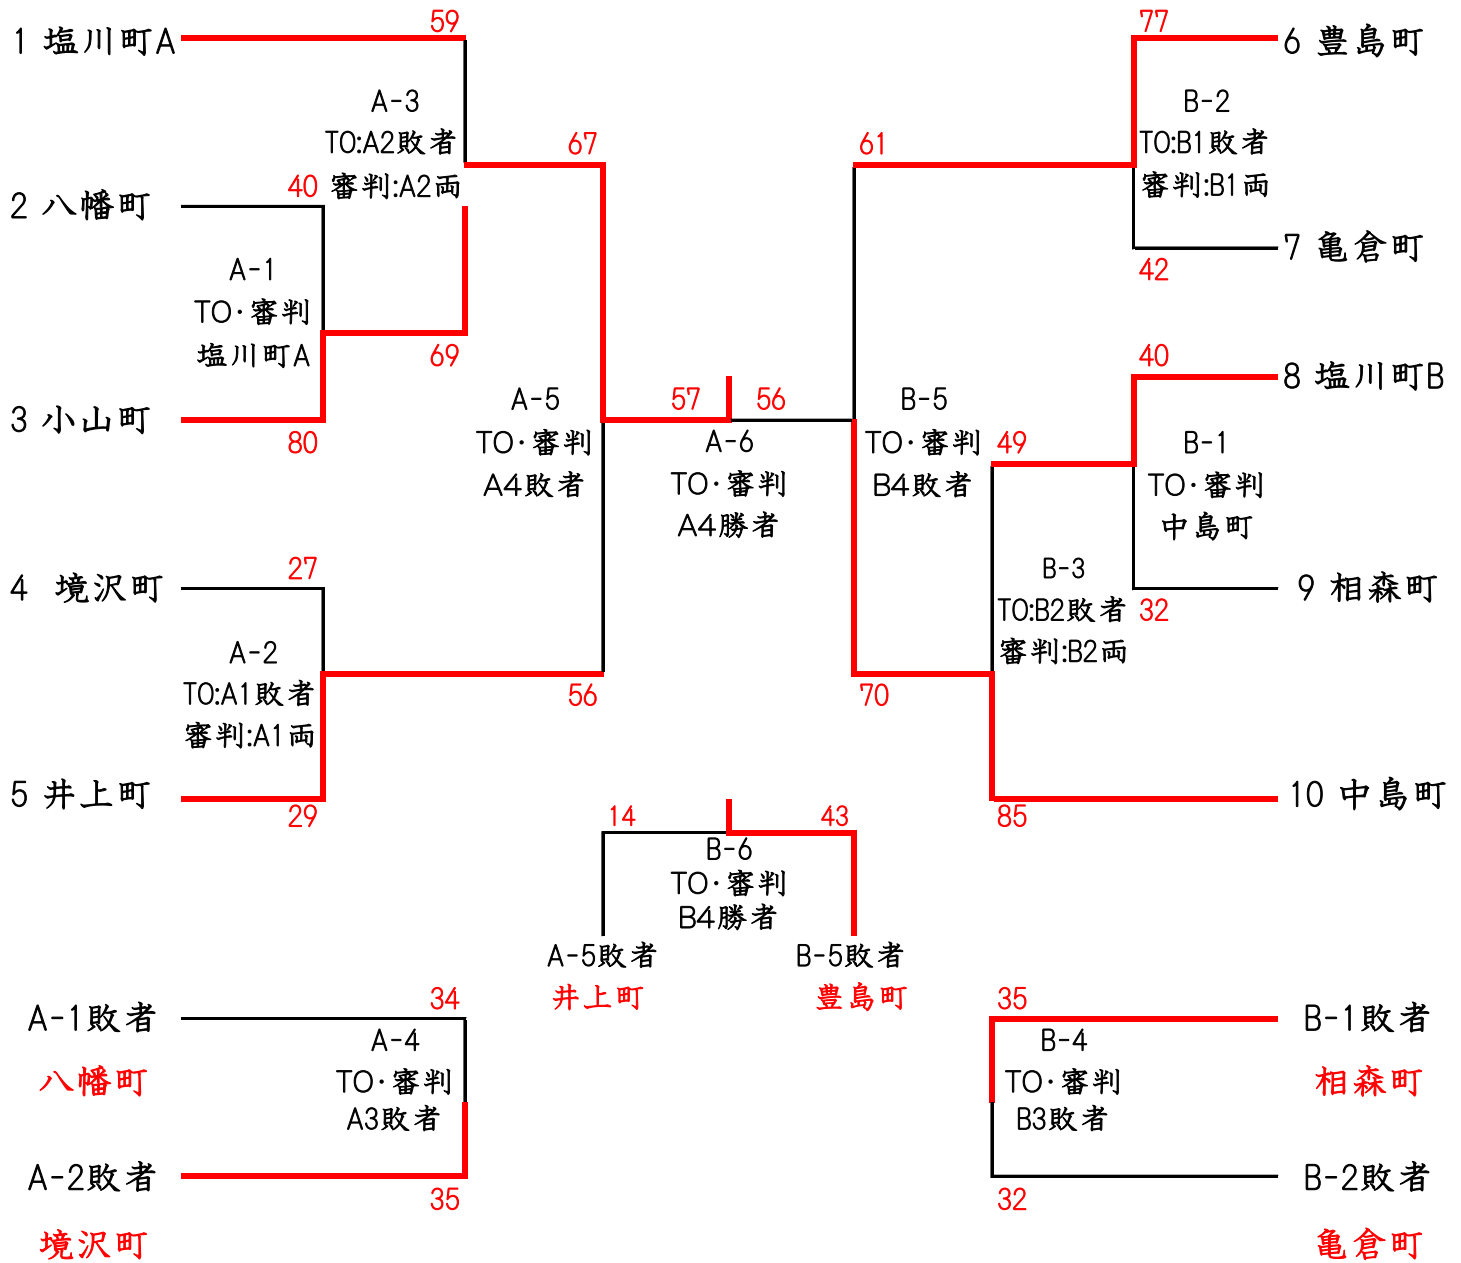 1 塩川町A
59
A-3
TO:A2敗者
審判:A2両
2 八幡町
40
A-1
TO・審判
塩川町A
69
3 小山町
80
67
A-5
TO・審判
A4敗者
4 境沢町
27
A-2
TO:A1敗者
審判:A1両
56
5 井上町
29
57
56
A-6
TO・審判
A4勝者
77
6 豊島町
B-2
TO:B1敗者
審判:B1両
61
7 亀倉町
42
40
8 塩川町B
B-5
TO・審判
B4敗者
49
B-1
TO・審判
中島町
B-3
TO:B2敗者
審判:B2両
9 相森町
32
70
10 中島町
85
14
43
B-6
TO・審判
B4勝者
A-5敗者
井上町
B-5敗者
豊島町
A-1敗者
八幡町
34
A-4
TO・審判
A3敗者
A-2敗者
境沢町
35
35
B-1敗者
相森町
B-4
TO・審判
B3敗者
B-2敗者
亀倉町
32